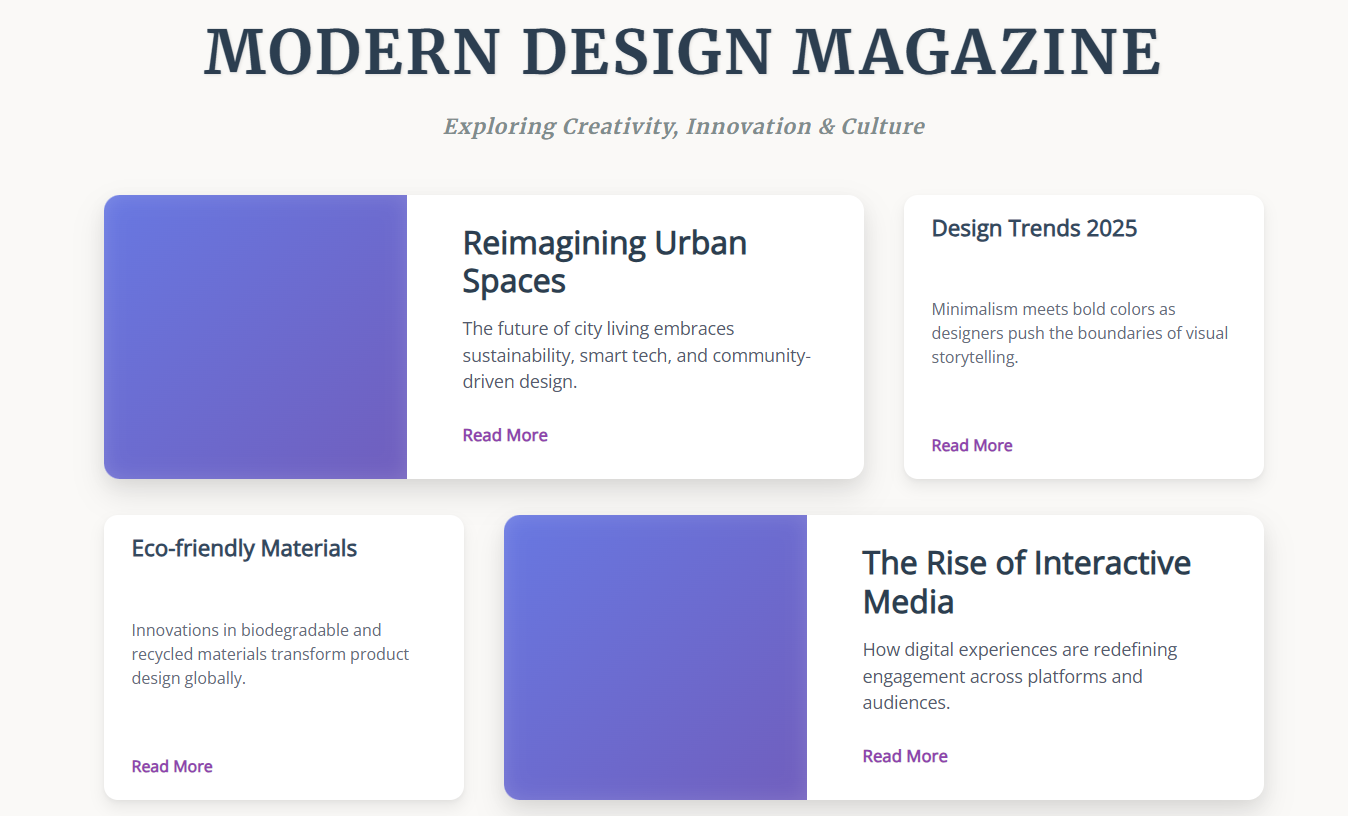 MODERN DESIGN MAGAZINE
Exploring Creativity, Innovation & Culture
Reimagining Urban
Spaces
The future of city living embraces
sustainability, smart tech, and community-
driven design.
Read More
Design Trends 2025
Minimalism meets bold colors as
designers push the boundaries of visual
storytelling.
Read More
Eco-friendly Materials
Innovations in biodegradable and
recycled materials transform product
design globally.
Read More
The Rise of Interactive
Media
How digital experiences are redefining
engagement across platforms and
audiences.
Read More